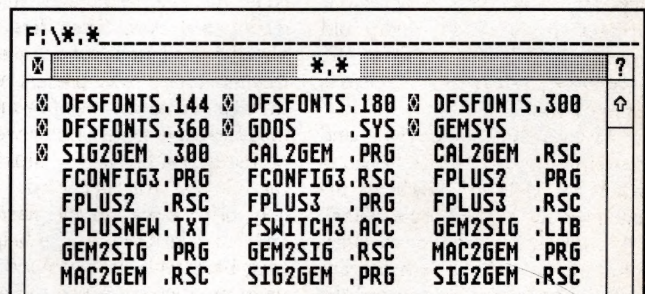 F:\*.*
*.* ?
DFSFONTS.144 DFSFONTS.180 DFSFONTS.300
DFSFONTS.360 GDOS .SYS GEMSYS
SIG2GEM .300 CAL2GEM .PRG CAL2GEM .RSC
FCONFIG3.PRG FCONFIG3.RSC FPLUS2 .PRG
FPLUS2 .RSC FPLUS3 .PRG FPLUS3 .RSC
FPLUSNEW.TXT FSWITCH3.ACC GEM2SIG .LIB
GEM2SIG .PRG GEM2SIG .RSC MAC2GEM .PRG
MAC2GEM .RSC SIG2GEM .PRG SIG2GEM .RSC